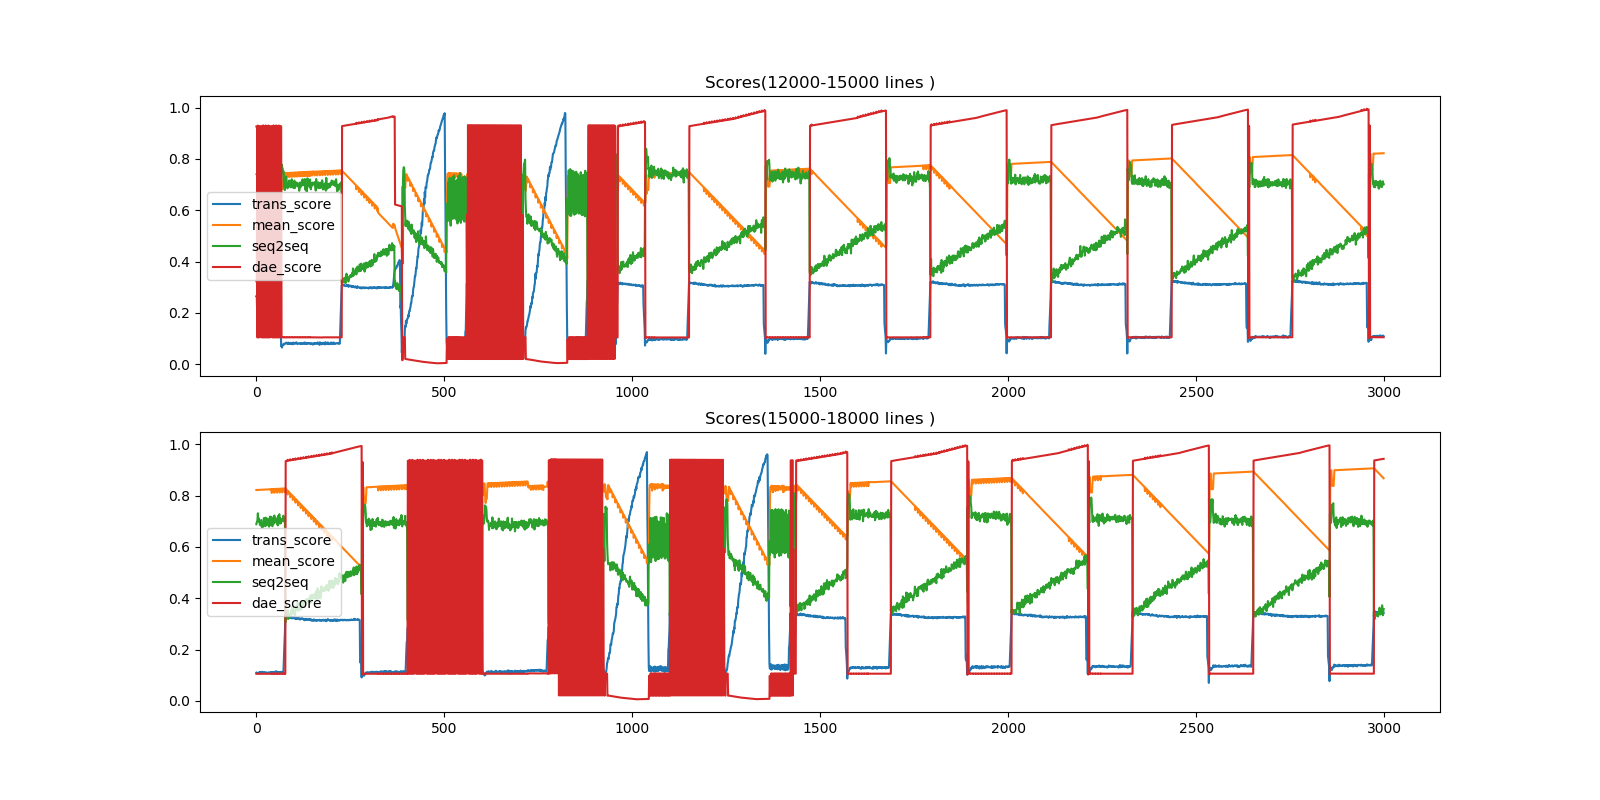 Scores(12000-15000 lines )
1.0
0.8
0.6
0.4
0.2
0.0
trans_score
mean_score
seq2seq
dae_score
0 500 1000 1500 2000 2500 3000
Scores(15000-18000 lines )
1.0
0.8
0.6
0.4
0.2
0.0
trans_score
mean_score
seq2seq
dae_score
0 500 1000 1500 2000 2500 3000